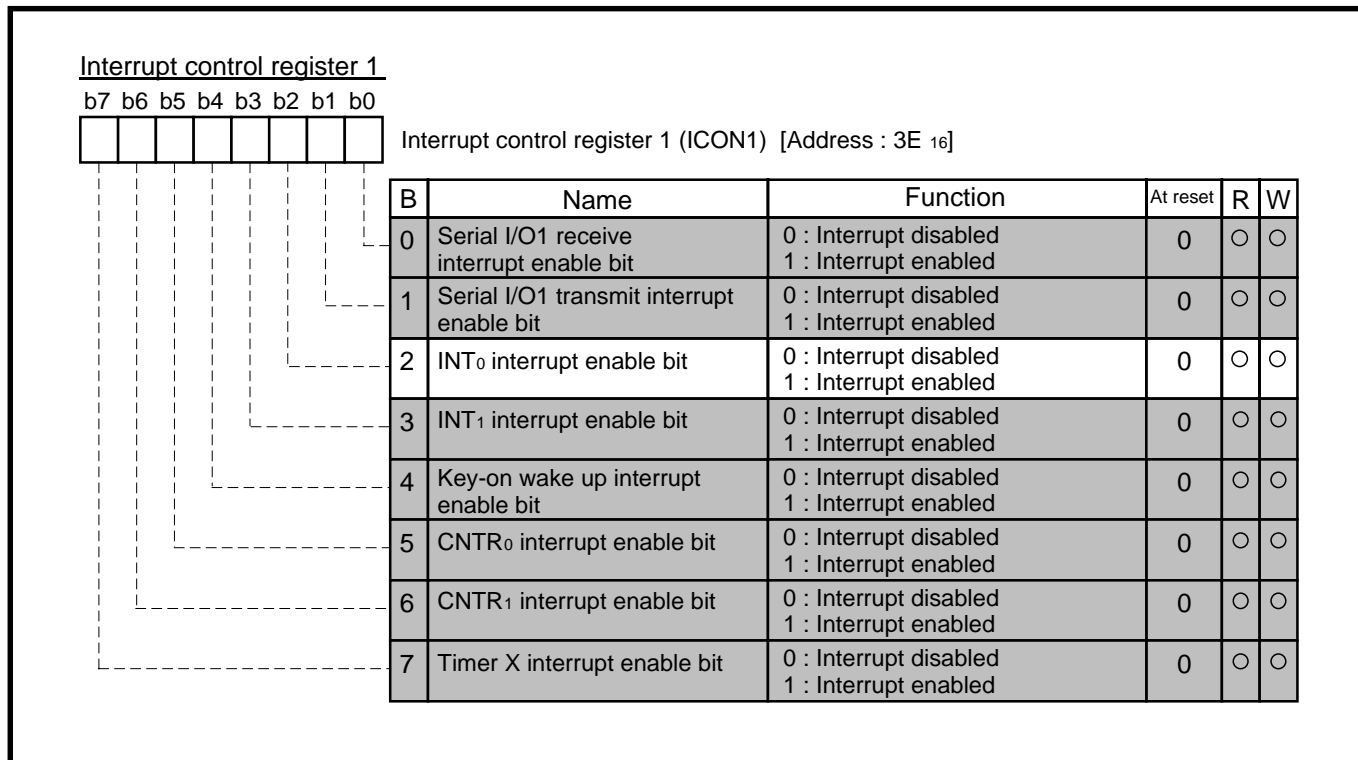 Interrupt control register 1
b7 b6 b5 b4 b3 b2 b1 b0
Interrupt control register 1 (ICON1) [Address : 3E 16]
B Name Function At reset R W
0 Serial I/O1 receive interrupt enable bit 0 : Interrupt disabled 0 ○ ○
1 : Interrupt enabled
1 Serial I/O1 transmit interrupt enable bit 0 : Interrupt disabled 0 ○ ○
1 : Interrupt enabled
2 INT0 interrupt enable bit 0 : Interrupt disabled 0 ○ ○
1 : Interrupt enabled
3 INT1 interrupt enable bit 0 : Interrupt disabled 0 ○ ○
1 : Interrupt enabled
4 Key-on wake up interrupt enable bit 0 : Interrupt disabled 0 ○ ○
1 : Interrupt enabled
5 CNTR0 interrupt enable bit 0 : Interrupt disabled 0 ○ ○
1 : Interrupt enabled
6 CNTR1 interrupt enable bit 0 : Interrupt disabled 0 ○ ○
1 : Interrupt enabled
7 Timer X interrupt enable bit 0 : Interrupt disabled 0 ○ ○
1 : Interrupt enabled